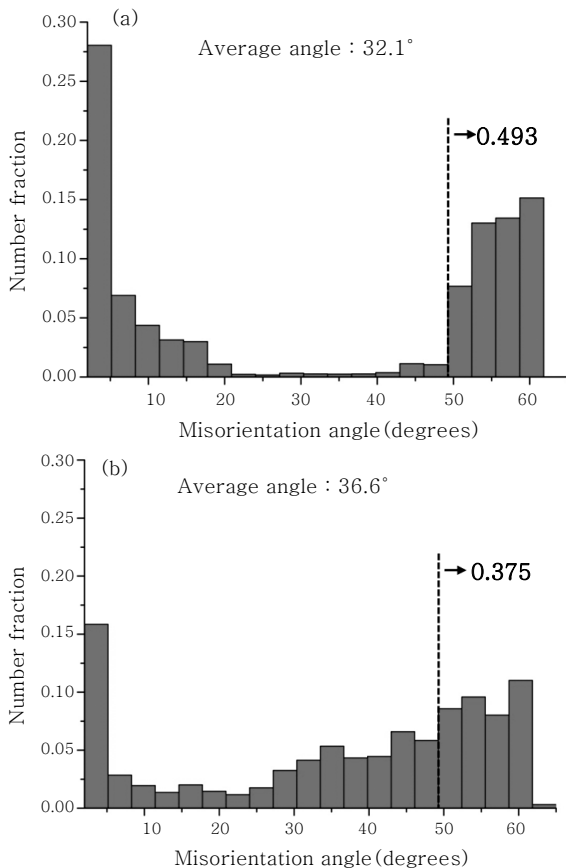 (a)
Average angle : 32.1°
0.30
0.25
0.20
0.15
0.10
0.05
0.00
Number fraction
→0.493
10 20 30 40 50 60
Misorientation angle(degrees)
(b)
Average angle : 36.6°
0.30
0.25
0.20
0.15
0.10
0.05
0.00
Number fraction
→0.375
10 20 30 40 50 60
Misorientation angle(degrees)